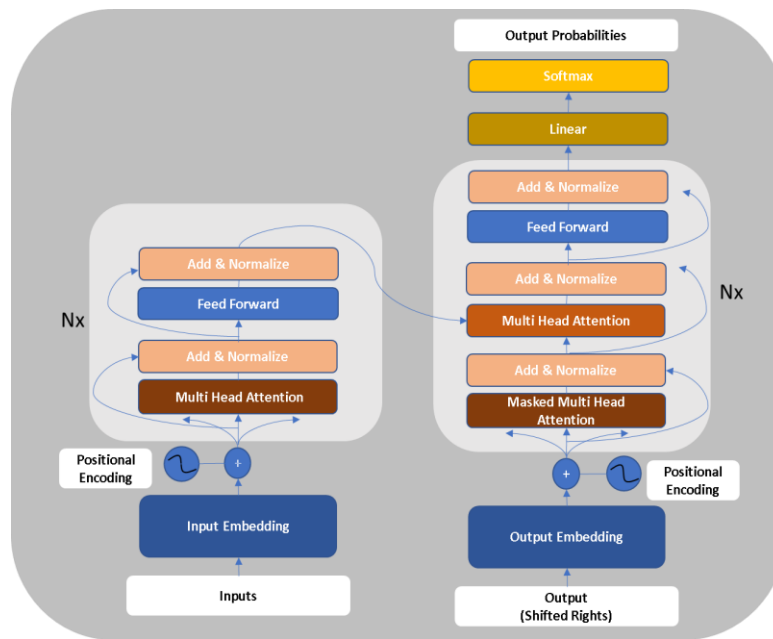 Output Probabilities
Softmax
Linear
Add & Normalize
Feed Forward
Add & Normalize
Multi Head Attention
Add & Normalize
Masked Multi Head
Attention
Nx
+
Positional
Encoding
Output Embedding
Output
(Shifted Rights)
Add & Normalize
Feed Forward
Nx
Add & Normalize
Multi Head Attention
Positional
Encoding
+
Input Embedding
Inputs